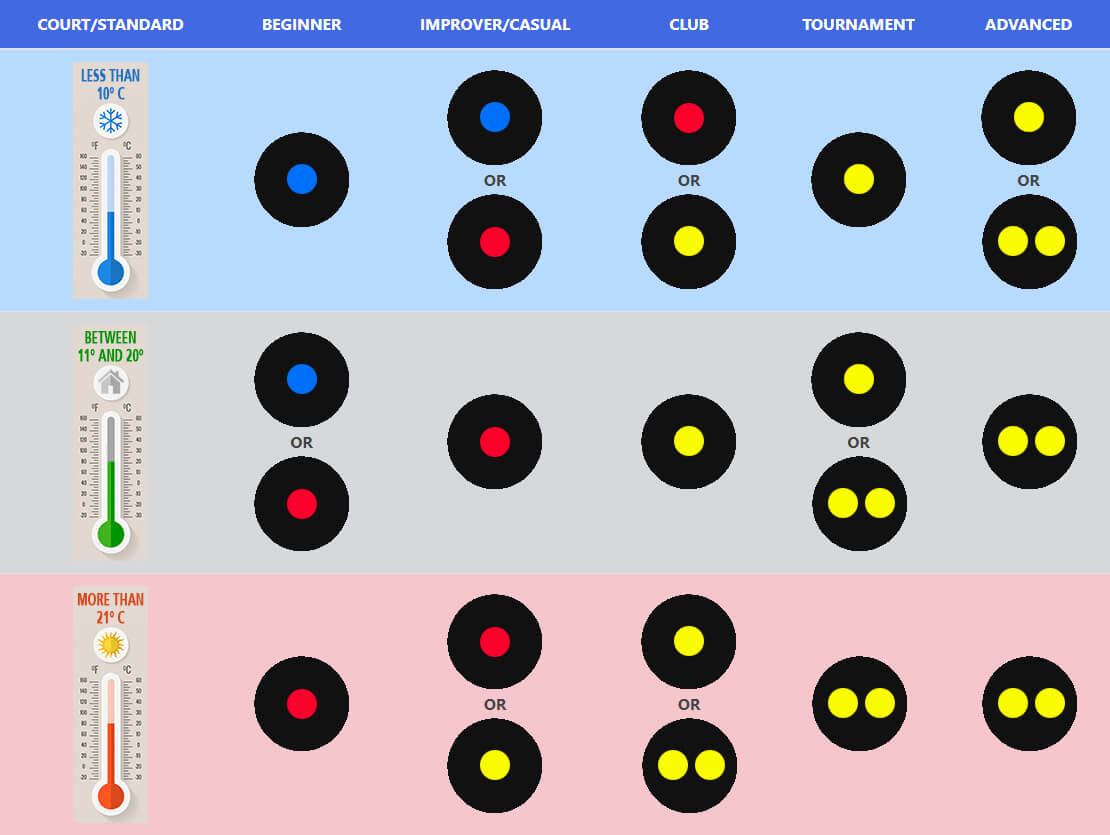 COURT/STANDARD BEGINNER IMPROVER/CASUAL CLUB TOURNAMENT ADVANCED
LESS THAN
10° C
°F °C
OR OR OR
BETWEEN
11° AND 20°
°F °C
OR OR
MORE THAN
21° C
°F °C
OR OR